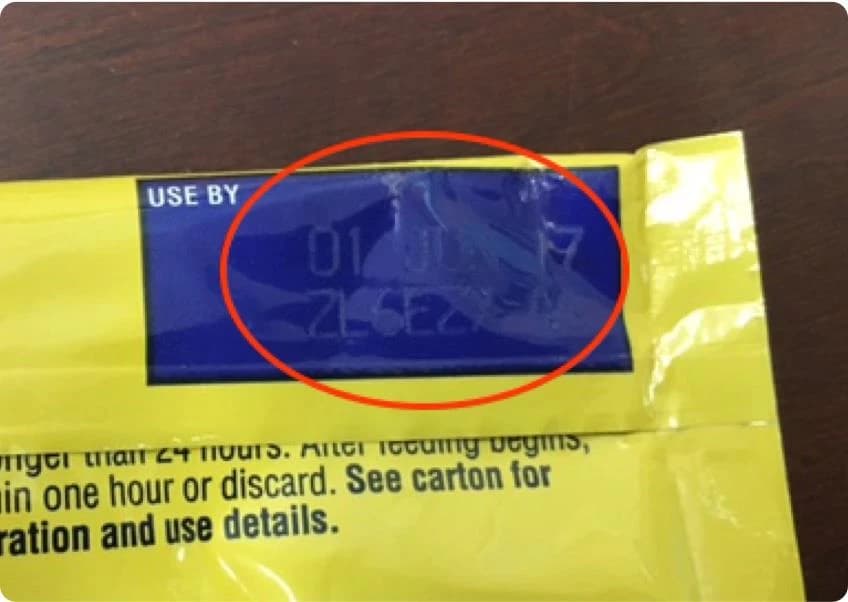 USE BY
01
longer than 24 hours. After feeding begins,
in one hour or discard. See carton for
ration and use details.